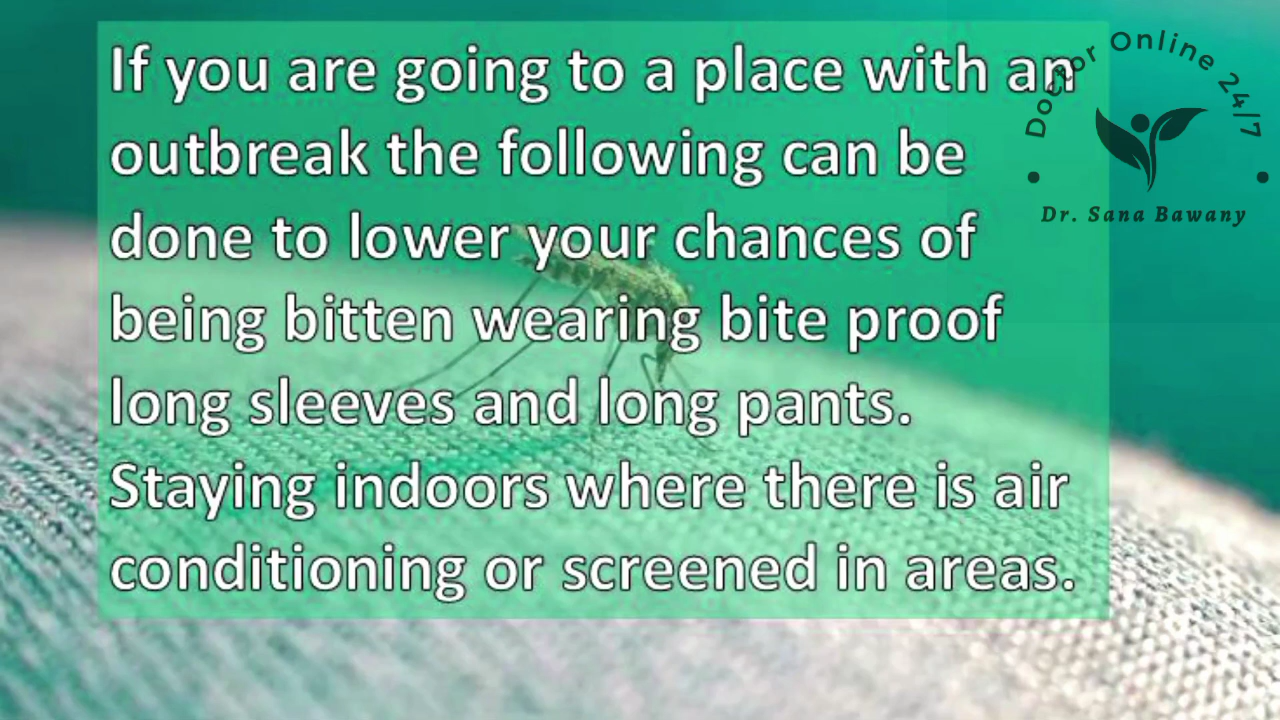 If you are going to a place with an
outbreak the following can be
done to lower your chances of
being bitten wearing bite proof
long sleeves and long pants.
Staying indoors where there is air
conditioning or screened in areas.
Doctor Online 24/7
Dr. Sana Bawany